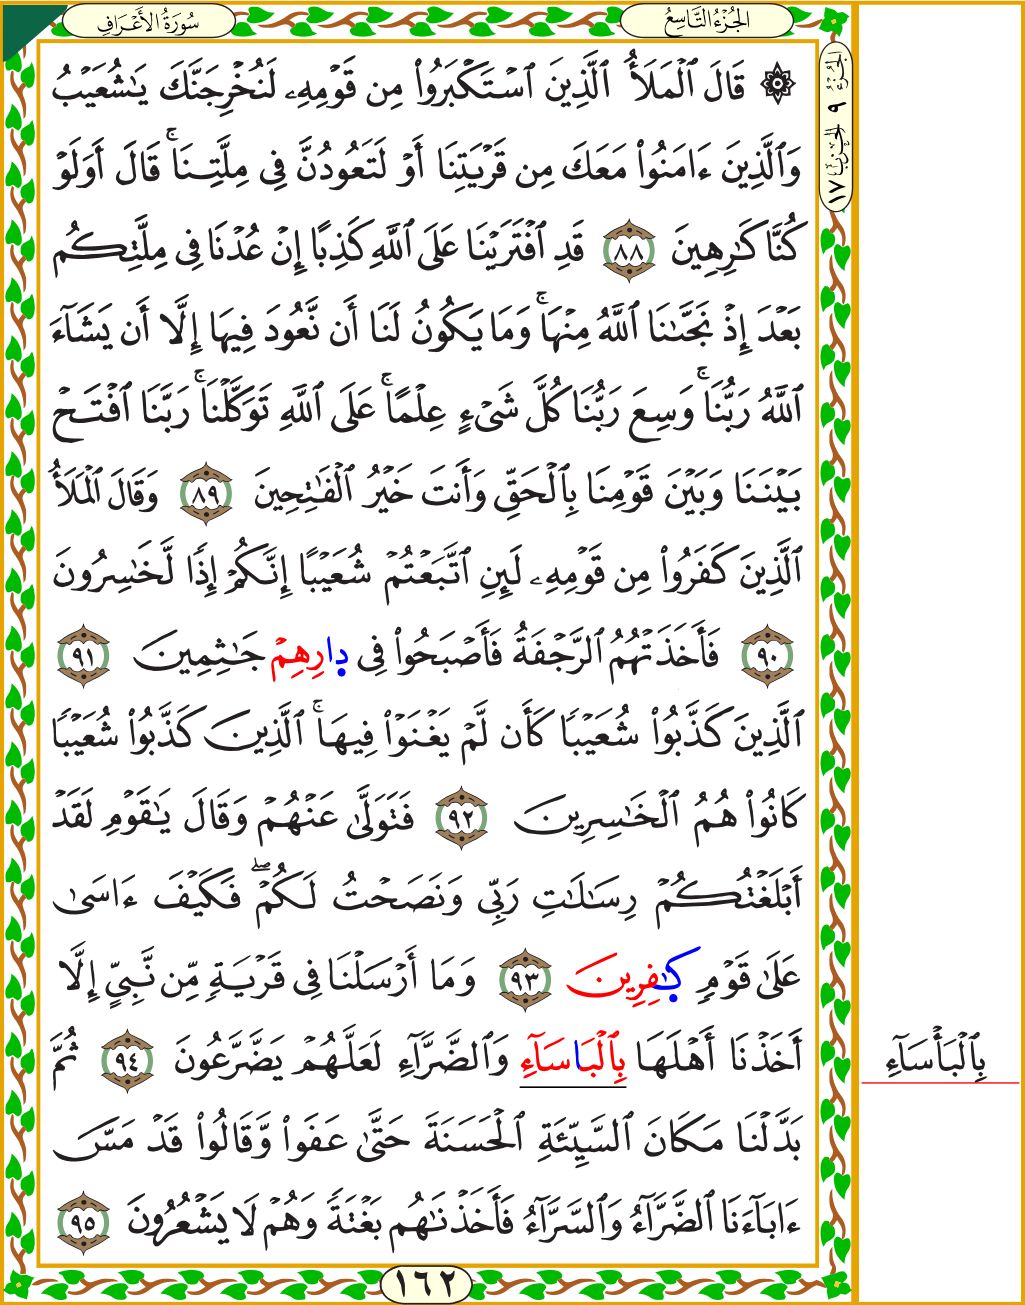 سُورَةُ الأَعْرَافِ
الجُزْءُ التَّاسِعُ
الجزء ٩ الحزب ١٧
۞ قَالَ ٱلْمَلَأُ ٱلَّذِينَ ٱسْتَكْبَرُوا۟ مِن قَوْمِهِۦ لَنُخْرِجَنَّكَ يَٰشُعَيْبُ
وَٱلَّذِينَ ءَامَنُوا۟ مَعَكَ مِن قَرْيَتِنَا أَوْ لَتَعُودُنَّ فِى مِلَّتِنَا ۚ قَالَ أَوَلَوْ
كُنَّا كَٰرِهِينَ ٨٨ قَدِ ٱفْتَرَيْنَا عَلَى ٱللَّهِ كَذِبًا إِنْ عُدْنَا فِى مِلَّتِكُم
بَعْدَ إِذْ نَجَّىٰنَا ٱللَّهُ مِنْهَا ۚ وَمَا يَكُونُ لَنَا أَن نَّعُودَ فِيهَا إِلَّا أَن يَشَآءَ
ٱللَّهُ رَبُّنَا ۚ وَسِعَ رَبُّنَا كُلَّ شَىْءٍ عِلْمًا ۚ عَلَى ٱللَّهِ تَوَكَّلْنَا ۚ رَبَّنَا ٱفْتَحْ
بَيْنَنَا وَبَيْنَ قَوْمِنَا بِٱلْحَقِّ وَأَنتَ خَيْرُ ٱلْفَٰتِحِينَ ٨٩ وَقَالَ ٱلْمَلَأُ
ٱلَّذِينَ كَفَرُوا۟ مِن قَوْمِهِۦ لَئِنِ ٱتَّبَعْتُمْ شُعَيْبًا إِنَّكُمْ إِذًا لَّخَٰسِرُونَ
٩٠ فَأَخَذَتْهُمُ ٱلرَّجْفَةُ فَأَصْبَحُوا۟ فِى دِارِهِمْ جَٰثِمِينَ ٩١
ٱلَّذِينَ كَذَّبُوا۟ شُعَيْبًا كَأَن لَّمْ يَغْنَوْا۟ فِيهَا ۚ ٱلَّذِينَ كَذَّبُوا۟ شُعَيْبًا
كَانُوا۟ هُمُ ٱلْخَٰسِرِينَ ٩٢ فَتَوَلَّىٰ عَنْهُمْ وَقَالَ يَٰقَوْمِ لَقَدْ
أَبْلَغْتُكُمْ رِسَٰلَٰتِ رَبِّى وَنَصَحْتُ لَكُمْ ۖ فَكَيْفَ ءَاسَىٰ
عَلَىٰ قَوْمٍ كَٰفِرِينَ ٩٣ وَمَا أَرْسَلْنَا فِى قَرْيَةٍ مِّن نَّبِىٍّ إِلَّا
أَخَذْنَا أَهْلَهَا بِٱلْبَاسَآءِ وَٱلضَّرَّآءِ لَعَلَّهُمْ يَضَّرَّعُونَ ٩٤ ثُمَّ
بِٱلْبَأْسَآءِ
بَدَّلْنَا مَكَانَ ٱلسَّيِّئَةِ ٱلْحَسَنَةَ حَتَّىٰ عَفَوا۟ وَّقَالُوا۟ قَدْ مَسَّ
ءَابَآءَنَا ٱلضَّرَّآءُ وَٱلسَّرَّآءُ فَأَخَذْنَٰهُم بَغْتَةً وَهُمْ لَا يَشْعُرُونَ ٩٥
١٦٢